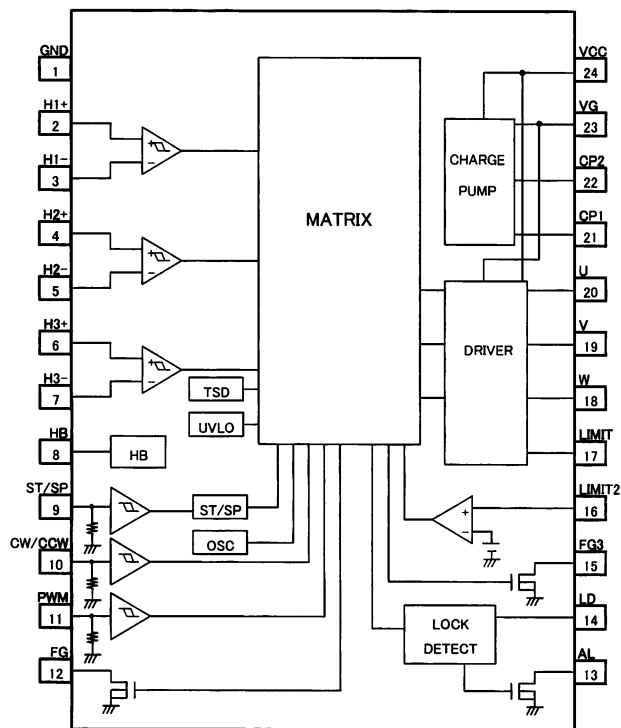 GND
1
H1+
2
H1-
3
H2+
4
H2-
5
H3+
6
H3-
7
HB
8
ST/SP
9
CW/CCW
10
PWM
11
FG
12
MATRIX
TSD
UVLO
HB
ST/SP
OSC
CHARGE
PUMP
DRIVER
LOCK
DETECT
VCC
24
VG
23
CP2
22
CP1
21
U
20
V
19
W
18
LIMIT
17
LIMIT2
16
FG3
15
LD
14
AL
13